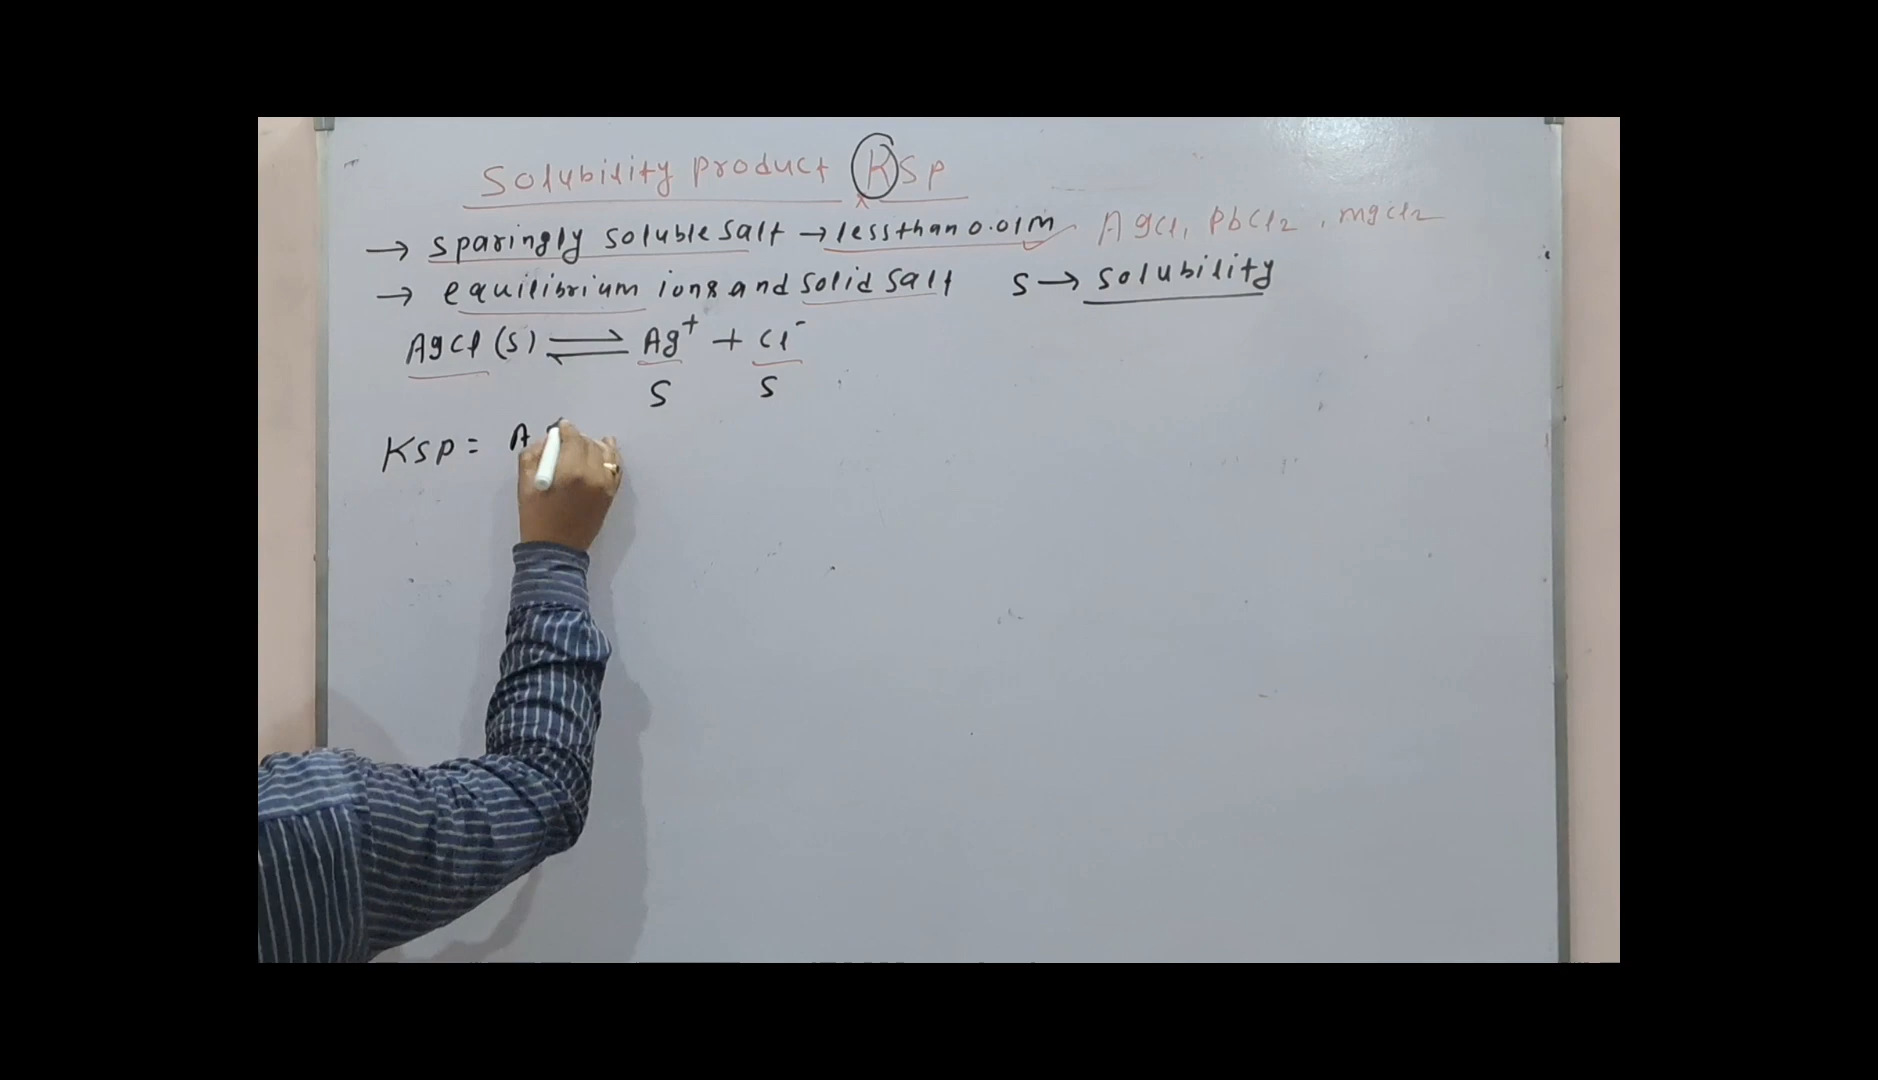 Solubility product Ksp
→ sparingly soluble salt → less than 0.01M AgCl, PbCl2, mgcl2
→ equilibrium ions and solid salt S → solubility
AgCl (s) ⇌ Ag+ + Cl-
S S
Ksp = A